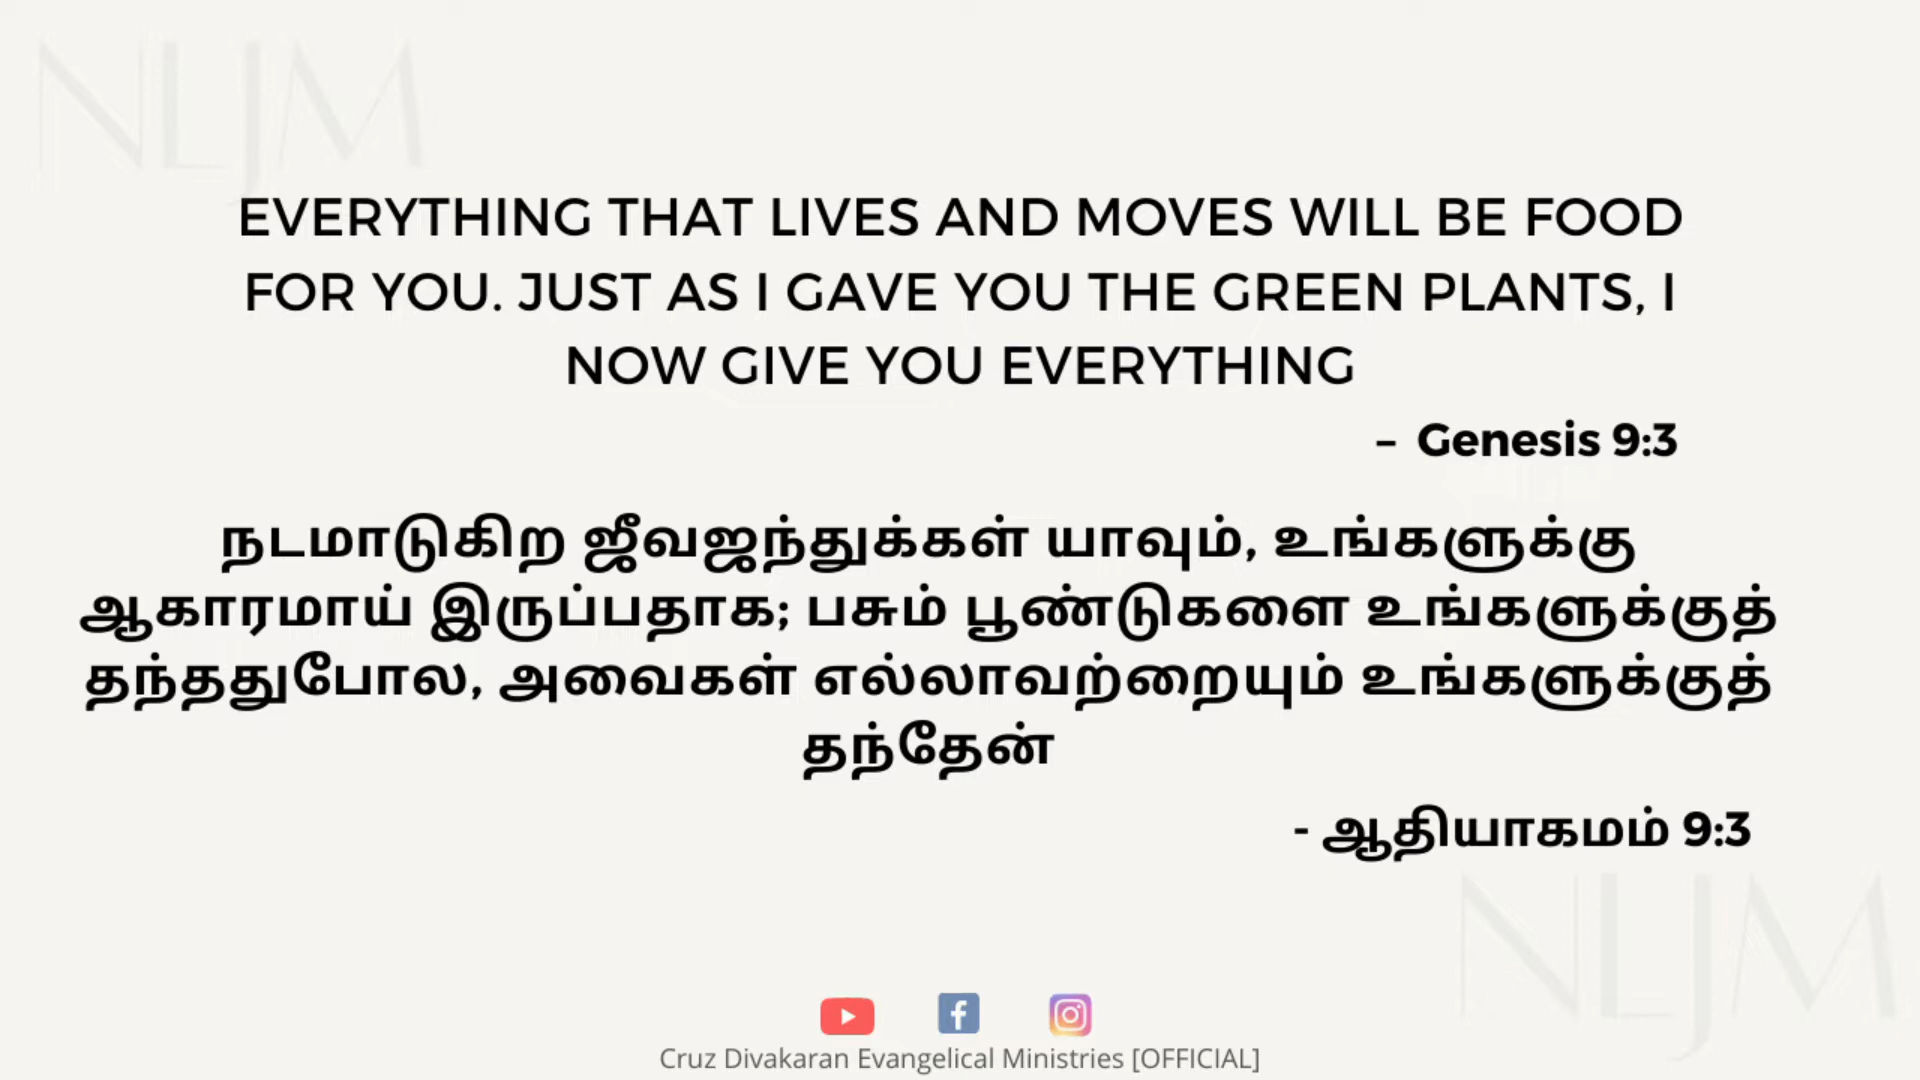 NLJM
EVERYTHING THAT LIVES AND MOVES WILL BE FOOD
FOR YOU. JUST AS I GAVE YOU THE GREEN PLANTS, I
NOW GIVE YOU EVERYTHING
– Genesis 9:3
நடமாடுகிற ஜீவஜந்துக்கள் யாவும், உங்களுக்கு
ஆகாரமாய் இருப்பதாக; பசும் பூண்டுகளை உங்களுக்குத்
தந்ததுபோல, அவைகள் எல்லாவற்றையும் உங்களுக்குத்
தந்தேன்
- ஆதியாகமம் 9:3
NLJM
Cruz Divakaran Evangelical Ministries [OFFICIAL]